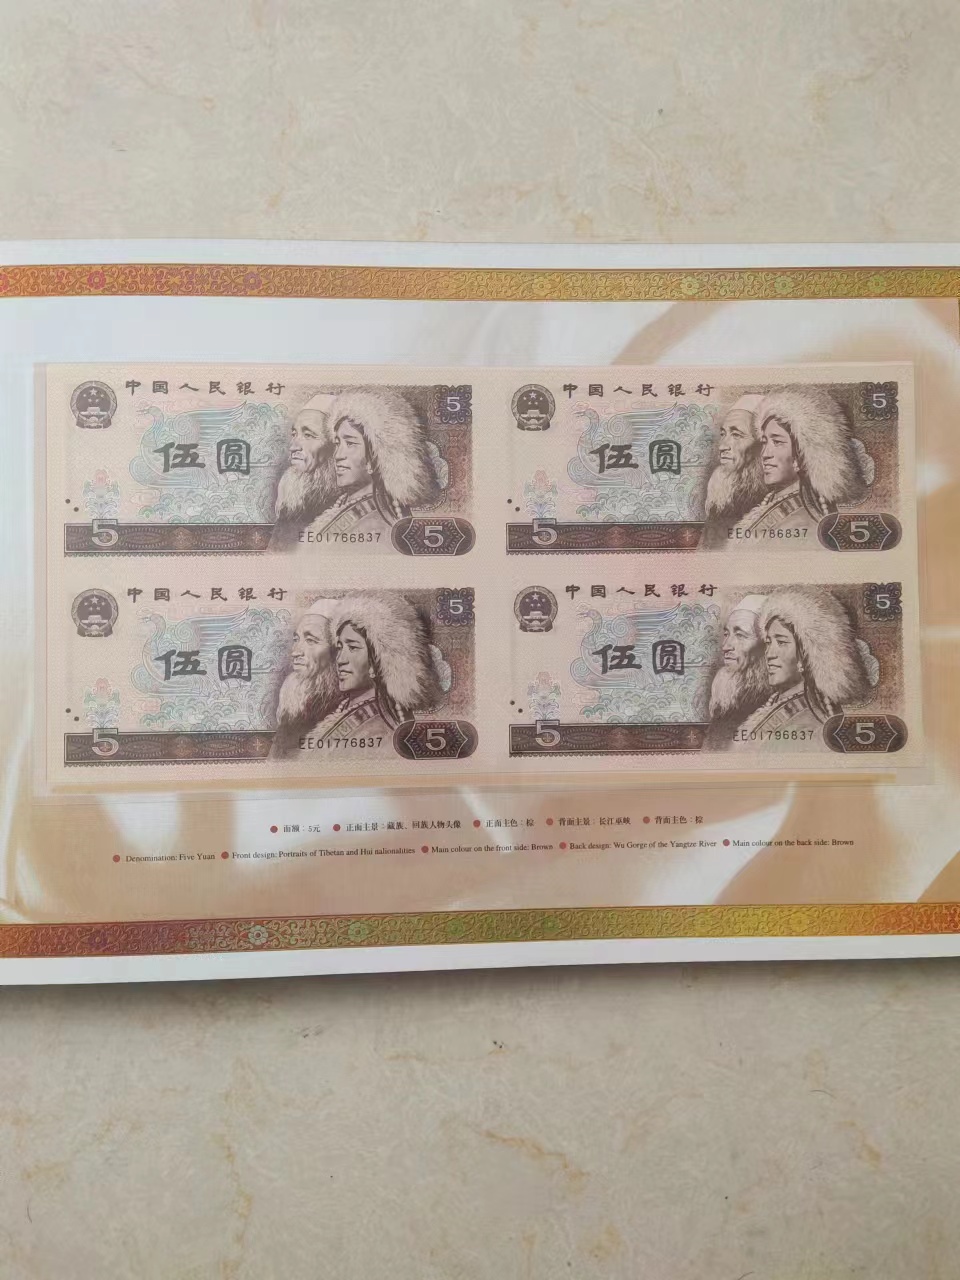 中国人民银行
5
伍圆
5
EE01766837
5
中国人民银行
5
伍圆
5
EE01786837
5
中国人民银行
5
伍圆
5
EE01776837
5
中国人民银行
5
伍圆
5
EE01796837
5
面额：5元 正面主景：藏族、回族人物头像 正面主色：棕 背面主景：长江巫峡 背面主色：棕
Denomination: Five Yuan Front design: Portraits of Tibetan and Hui nalionalities Main colour on the front side: Brown Back design: Wu Gorge of the Yangtze River Main colour on the back side: Brown